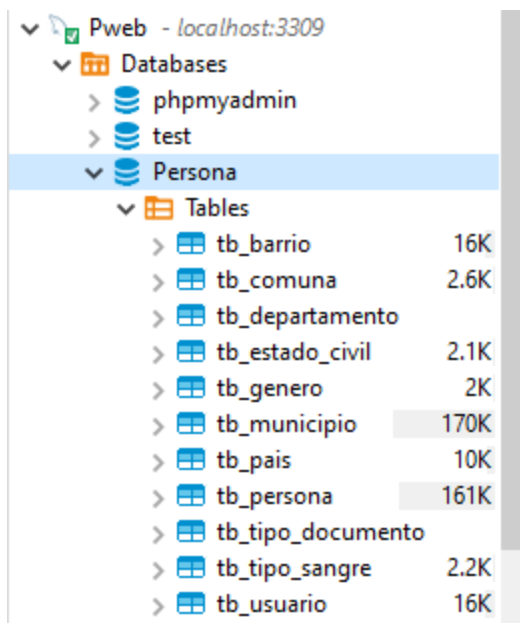 Pweb - localhost:3309
Databases
phpmyadmin
test
Persona
Tables
tb_barrio 16K
tb_comuna 2.6K
tb_departamento
tb_estado_civil 2.1K
tb_genero 2K
tb_municipio 170K
tb_pais 10K
tb_persona 161K
tb_tipo_documento
tb_tipo_sangre 2.2K
tb_usuario 16K